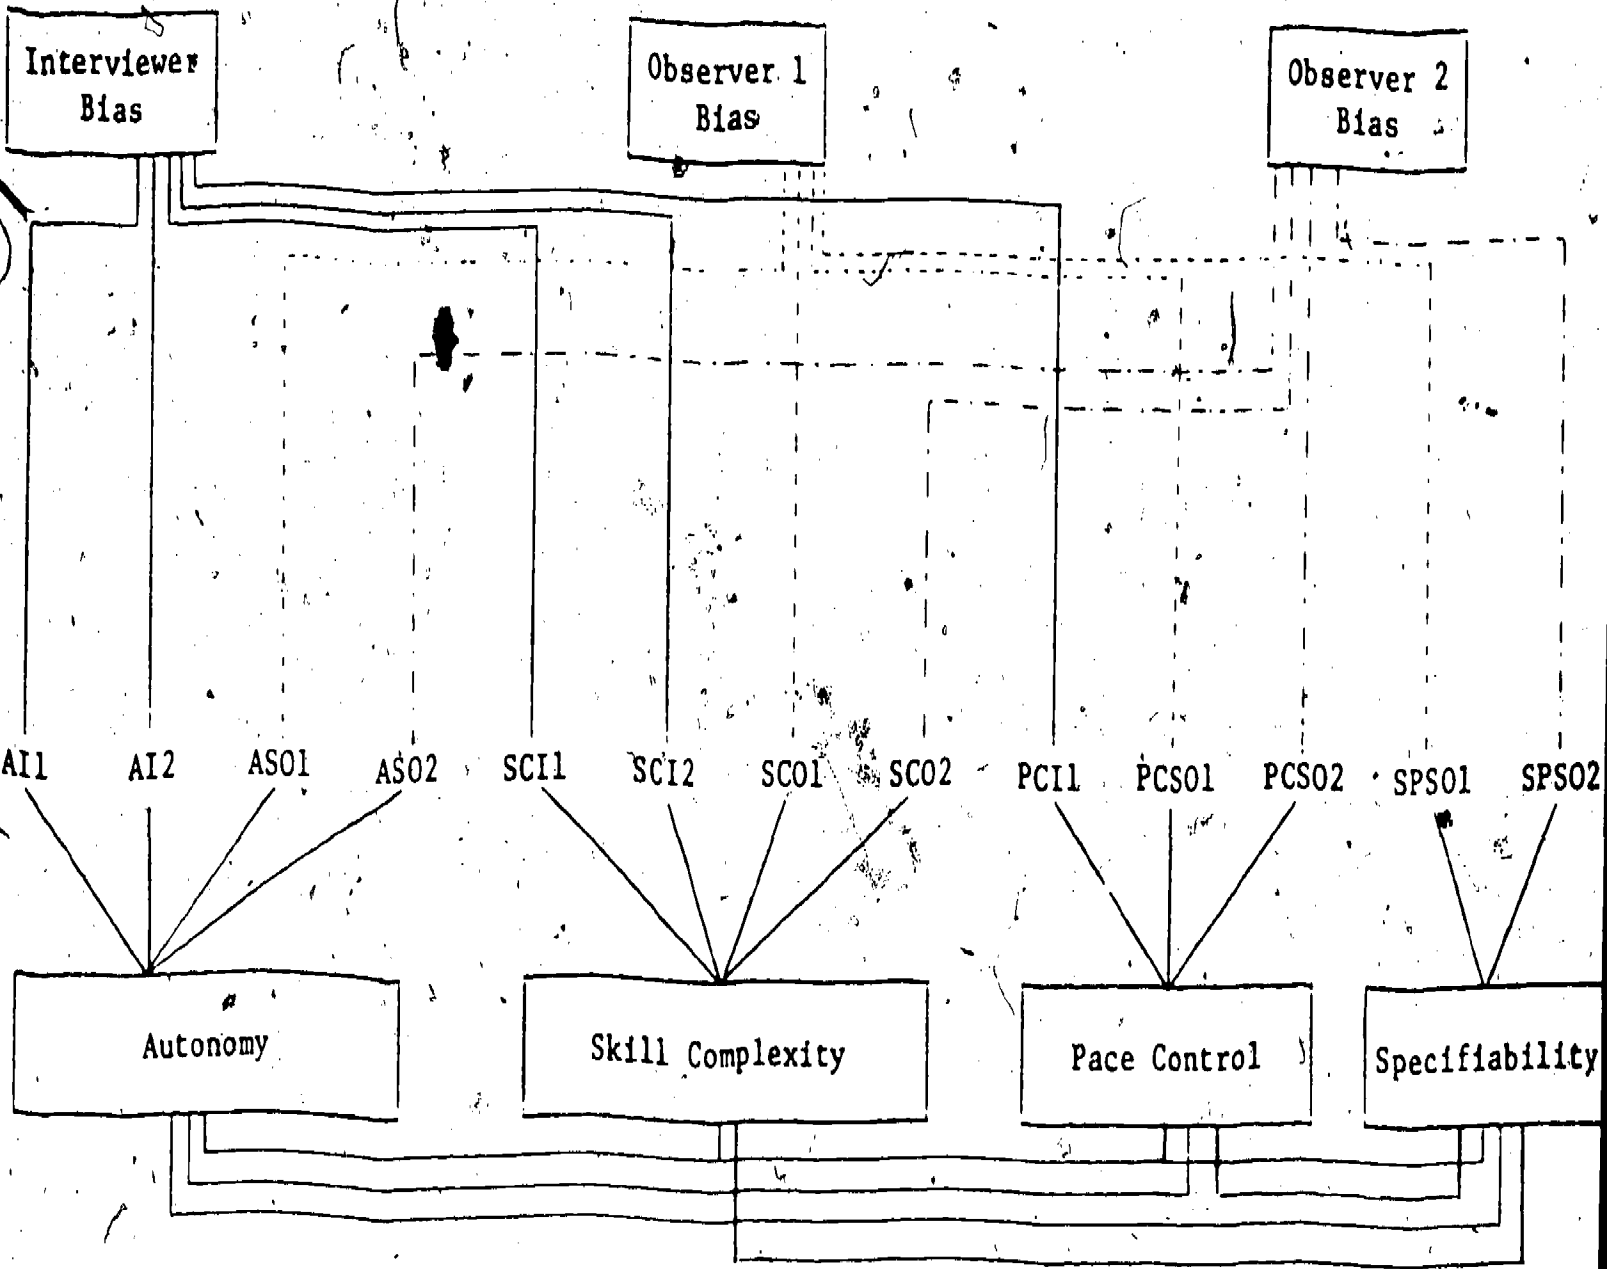 Interviewer
Bias
Observer 1
Bias
Observer 2
Bias
AI1
AI2
ASO1
ASO2
SCI1
SCI2
SCO1
SCO2
PCI1
PCSO1
PCSO2
SPSO1
SPSO2
Autonomy
Skill Complexity
Pace Control
Specifiability